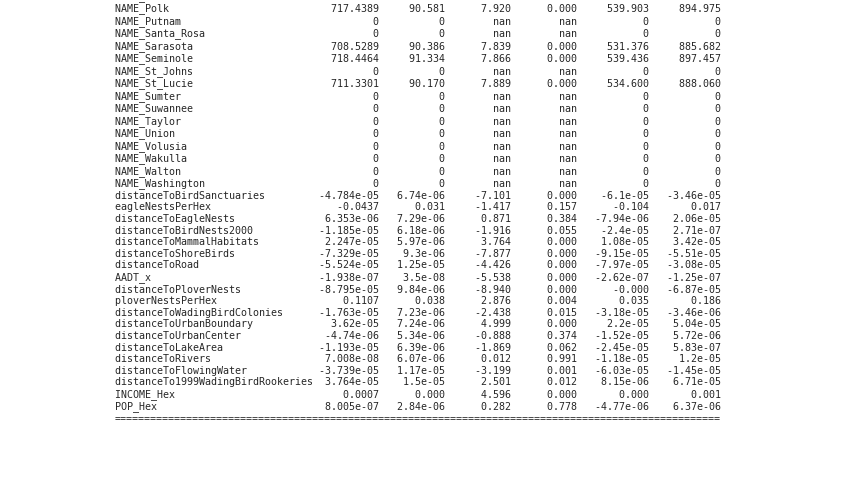 NAME_Polk 717.4389 90.581 7.920 0.000 539.903 894.975
NAME_Putnam 0 0 nan nan 0 0
NAME_Santa_Rosa 0 0 nan nan 0 0
NAME_Sarasota 708.5289 90.386 7.839 0.000 531.376 885.682
NAME_Seminole 718.4464 91.334 7.866 0.000 539.436 897.457
NAME_St_Johns 0 0 nan nan 0 0
NAME_St_Lucie 711.3301 90.170 7.889 0.000 534.600 888.060
NAME_Sumter 0 0 nan nan 0 0
NAME_Suwannee 0 0 nan nan 0 0
NAME_Taylor 0 0 nan nan 0 0
NAME_Union 0 0 nan nan 0 0
NAME_Volusia 0 0 nan nan 0 0
NAME_Wakulla 0 0 nan nan 0 0
NAME_Walton 0 0 nan nan 0 0
NAME_Washington 0 0 nan nan 0 0
distanceToBirdSanctuaries -4.784e-05 6.74e-06 -7.101 0.000 -6.1e-05 -3.46e-05
eagleNestsPerHex -0.0437 0.031 -1.417 0.157 -0.104 0.017
distanceToEagleNests 6.353e-06 7.29e-06 0.871 0.384 -7.94e-06 2.06e-05
distanceToBirdNests2000 -1.185e-05 6.18e-06 -1.916 0.055 -2.4e-05 2.71e-07
distanceToMammalHabitats 2.247e-05 5.97e-06 3.764 0.000 1.08e-05 3.42e-05
distanceToShoreBirds -7.329e-05 9.3e-06 -7.877 0.000 -9.15e-05 -5.51e-05
distanceToRoad -5.524e-05 1.25e-05 -4.426 0.000 -7.97e-05 -3.08e-05
AADT_x -1.938e-07 3.5e-08 -5.538 0.000 -2.62e-07 -1.25e-07
distanceToPloverNests -8.795e-05 9.84e-06 -8.940 0.000 -0.000 -6.87e-05
ploverNestsPerHex 0.1107 0.038 2.876 0.004 0.035 0.186
distanceToWadingBirdColonies -1.763e-05 7.23e-06 -2.438 0.015 -3.18e-05 -3.46e-06
distanceToUrbanBoundary 3.62e-05 7.24e-06 4.999 0.000 2.2e-05 5.04e-05
distanceToUrbanCenter -4.74e-06 5.34e-06 -0.888 0.374 -1.52e-05 5.72e-06
distanceToLakeArea -1.193e-05 6.39e-06 -1.869 0.062 -2.45e-05 5.83e-07
distanceToRivers 7.008e-08 6.07e-06 0.012 0.991 -1.18e-05 1.2e-05
distanceToFlowingWater -3.739e-05 1.17e-05 -3.199 0.001 -6.03e-05 -1.45e-05
distanceTo1999WadingBirdRookeries 3.764e-05 1.5e-05 2.501 0.012 8.15e-06 6.71e-05
INCOME_Hex 0.0007 0.000 4.596 0.000 0.000 0.001
POP_Hex 8.005e-07 2.84e-06 0.282 0.778 -4.77e-06 6.37e-06